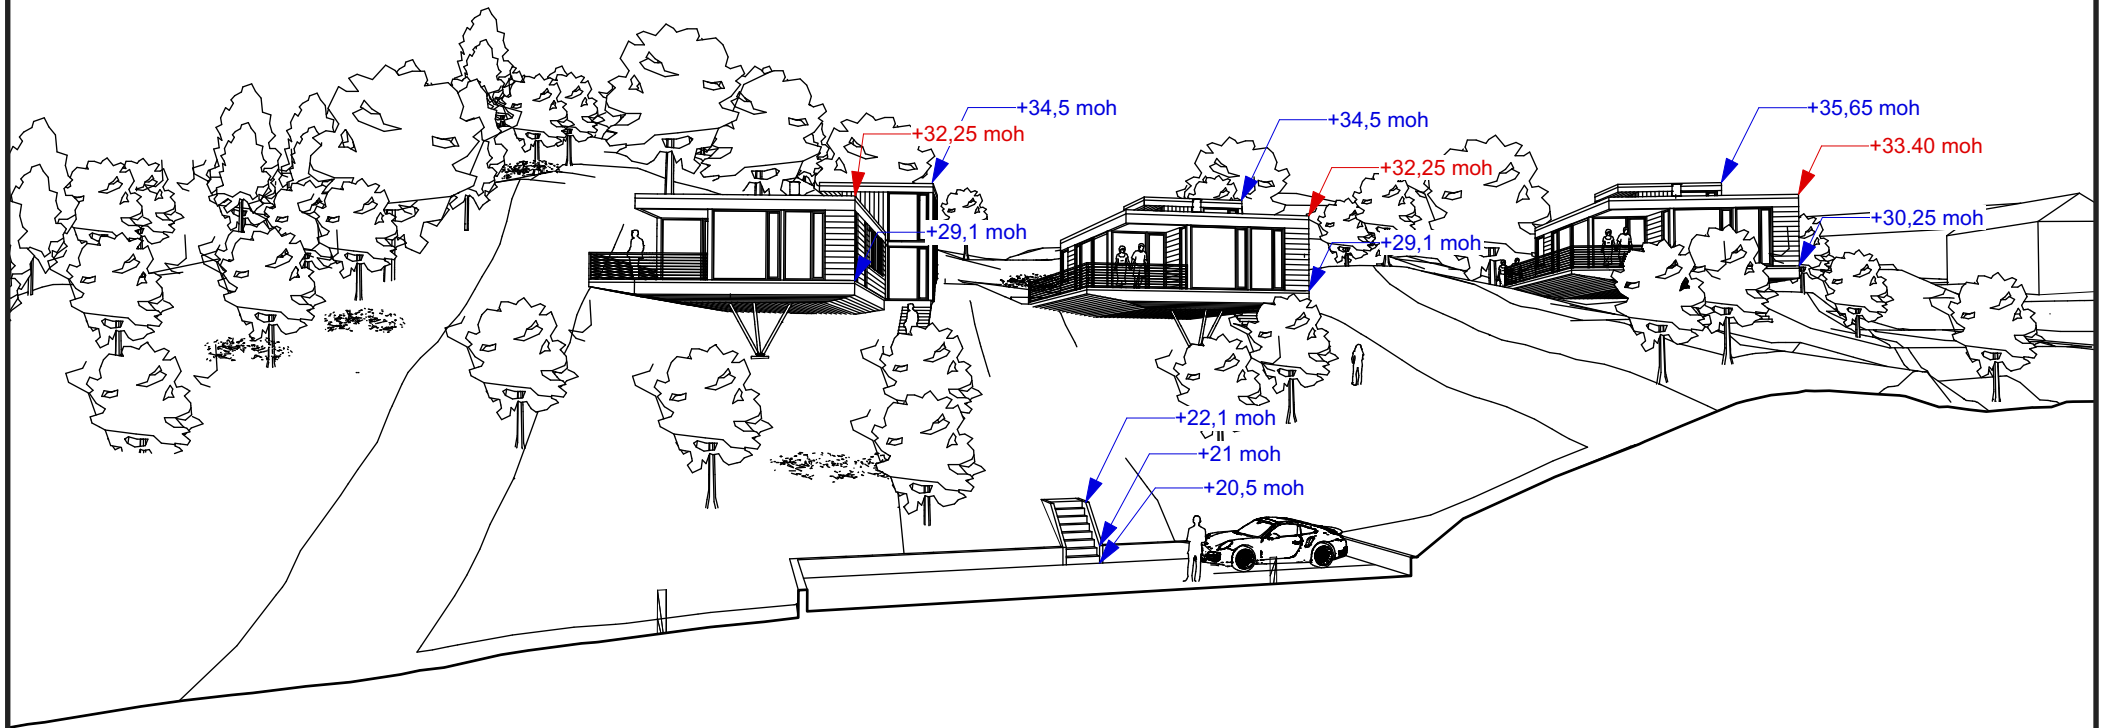 +34,5 moh
+32,25 moh
+29,1 moh
+34,5 moh
+32,25 moh
+29,1 moh
+35,65 moh
+33.40 moh
+30,25 moh
+22,1 moh
+21 moh
+20,5 moh